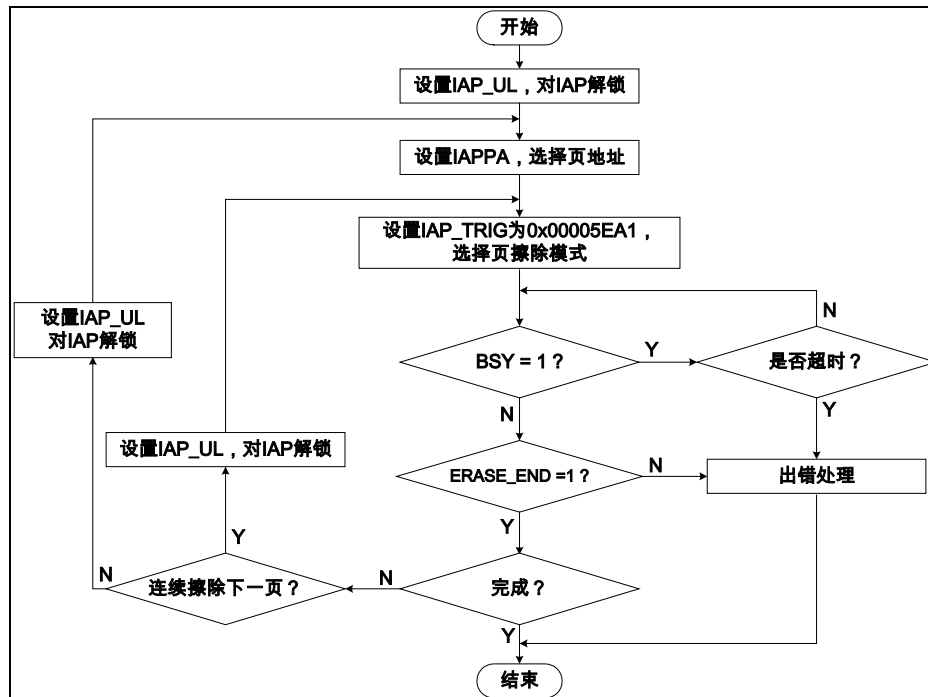 开始
设置IAP_UL，对IAP解锁
设置IAPPA，选择页地址
设置IAP_TRIG为0x00005EA1，
选择页擦除模式
设置IAP_UL
对IAP解锁
N
BSY = 1？
Y
是否超时？
N
Y
设置IAP_UL，对IAP解锁
ERASE_END =1？
N
出错处理
Y
Y
N
连续擦除下一页？
N
完成？
Y
结束